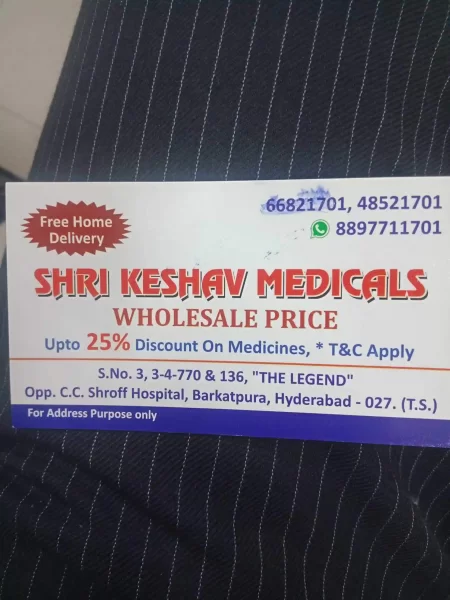 66821701, 48521701
8897711701
Free Home
Delivery
SHRI KESHAV MEDICALS
WHOLESALE PRICE
Upto 25% Discount On Medicines, * T&C Apply
S.No. 3, 3-4-770 & 136, "THE LEGEND"
Opp. C.C. Shroff Hospital, Barkatpura, Hyderabad - 027. (T.S.)
For Address Purpose only